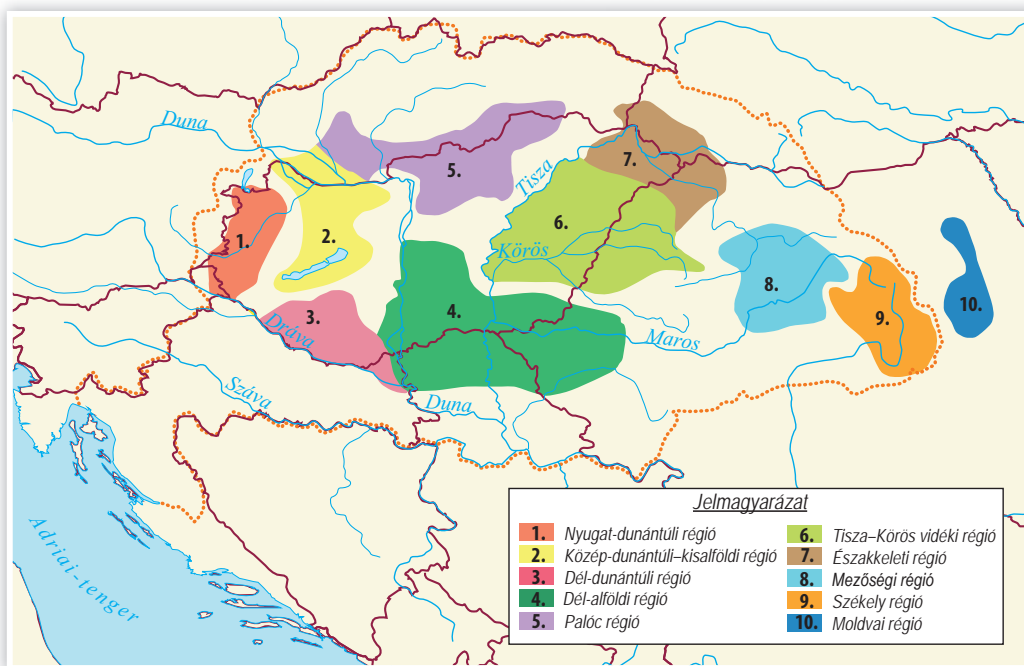 Duna
Tisza
5.
7.
1.
2.
6.
Körös
8.
3.
4.
Dráva
Maros
9.
10.
Száva
Duna
Adriai-tenger
Jelmagyarázat
1. Nyugat-dunántúli régió
2. Közép-dunántúli–kisalföldi régió
3. Dél-dunántúli régió
4. Dél-alföldi régió
5. Palóc régió
6. Tisza–Körös vidéki régió
7. Északkeleti régió
8. Mezőségi régió
9. Székely régió
10. Moldvai régió